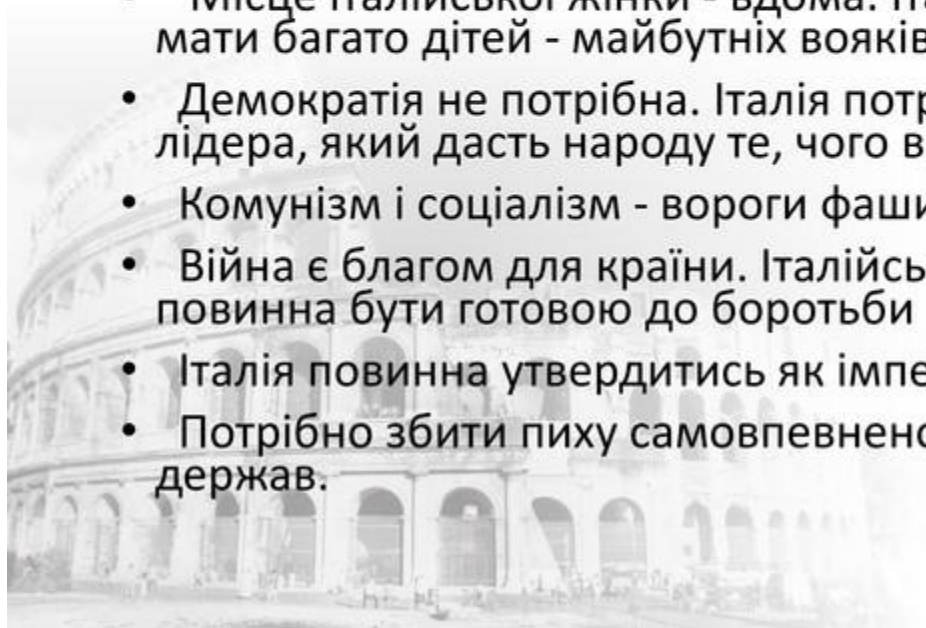 • Місце італійської жінки - вдома.
мати багато дітей - майбутніх вояків
• Демократія не потрібна. Італія
лідера, який дасть народу те, чого
• Комунізм і соціалізм - вороги
• Війна є благом для країни.
повинна бути готовою до боротьби
• Італія повинна утвердитись як
• Потрібно збити пиху
держав.